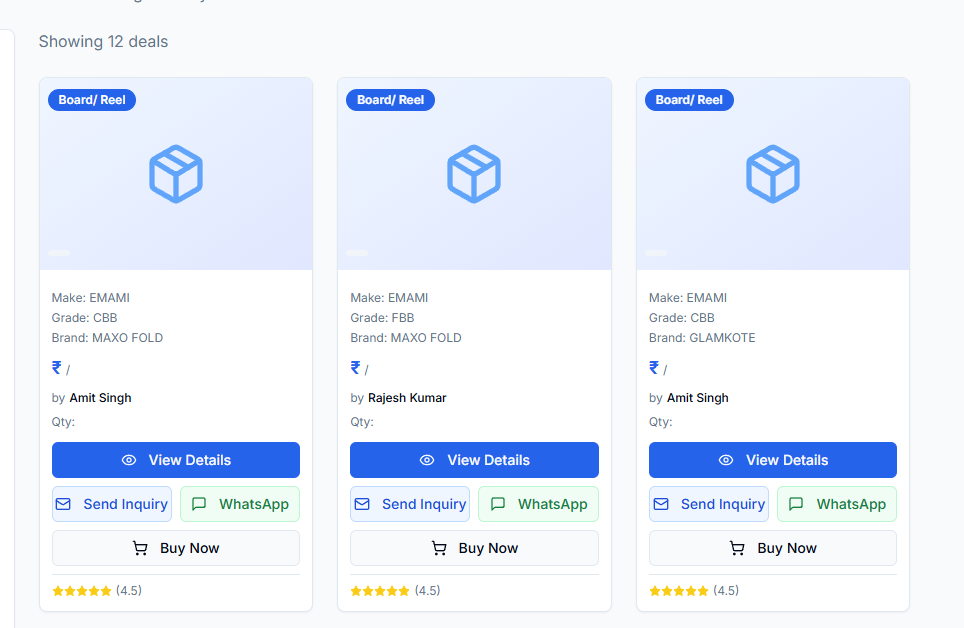 Showing 12 deals
Board/ Reel
Make: EMAMI
Grade: CBB
Brand: MAXO FOLD
₹ /
by Amit Singh
Qty:
View Details
Send Inquiry
WhatsApp
Buy Now
(4.5)
Board/ Reel
Make: EMAMI
Grade: FBB
Brand: MAXO FOLD
₹ /
by Rajesh Kumar
Qty:
View Details
Send Inquiry
WhatsApp
Buy Now
(4.5)
Board/ Reel
Make: EMAMI
Grade: CBB
Brand: GLAMKOTE
₹ /
by Amit Singh
Qty:
View Details
Send Inquiry
WhatsApp
Buy Now
(4.5)